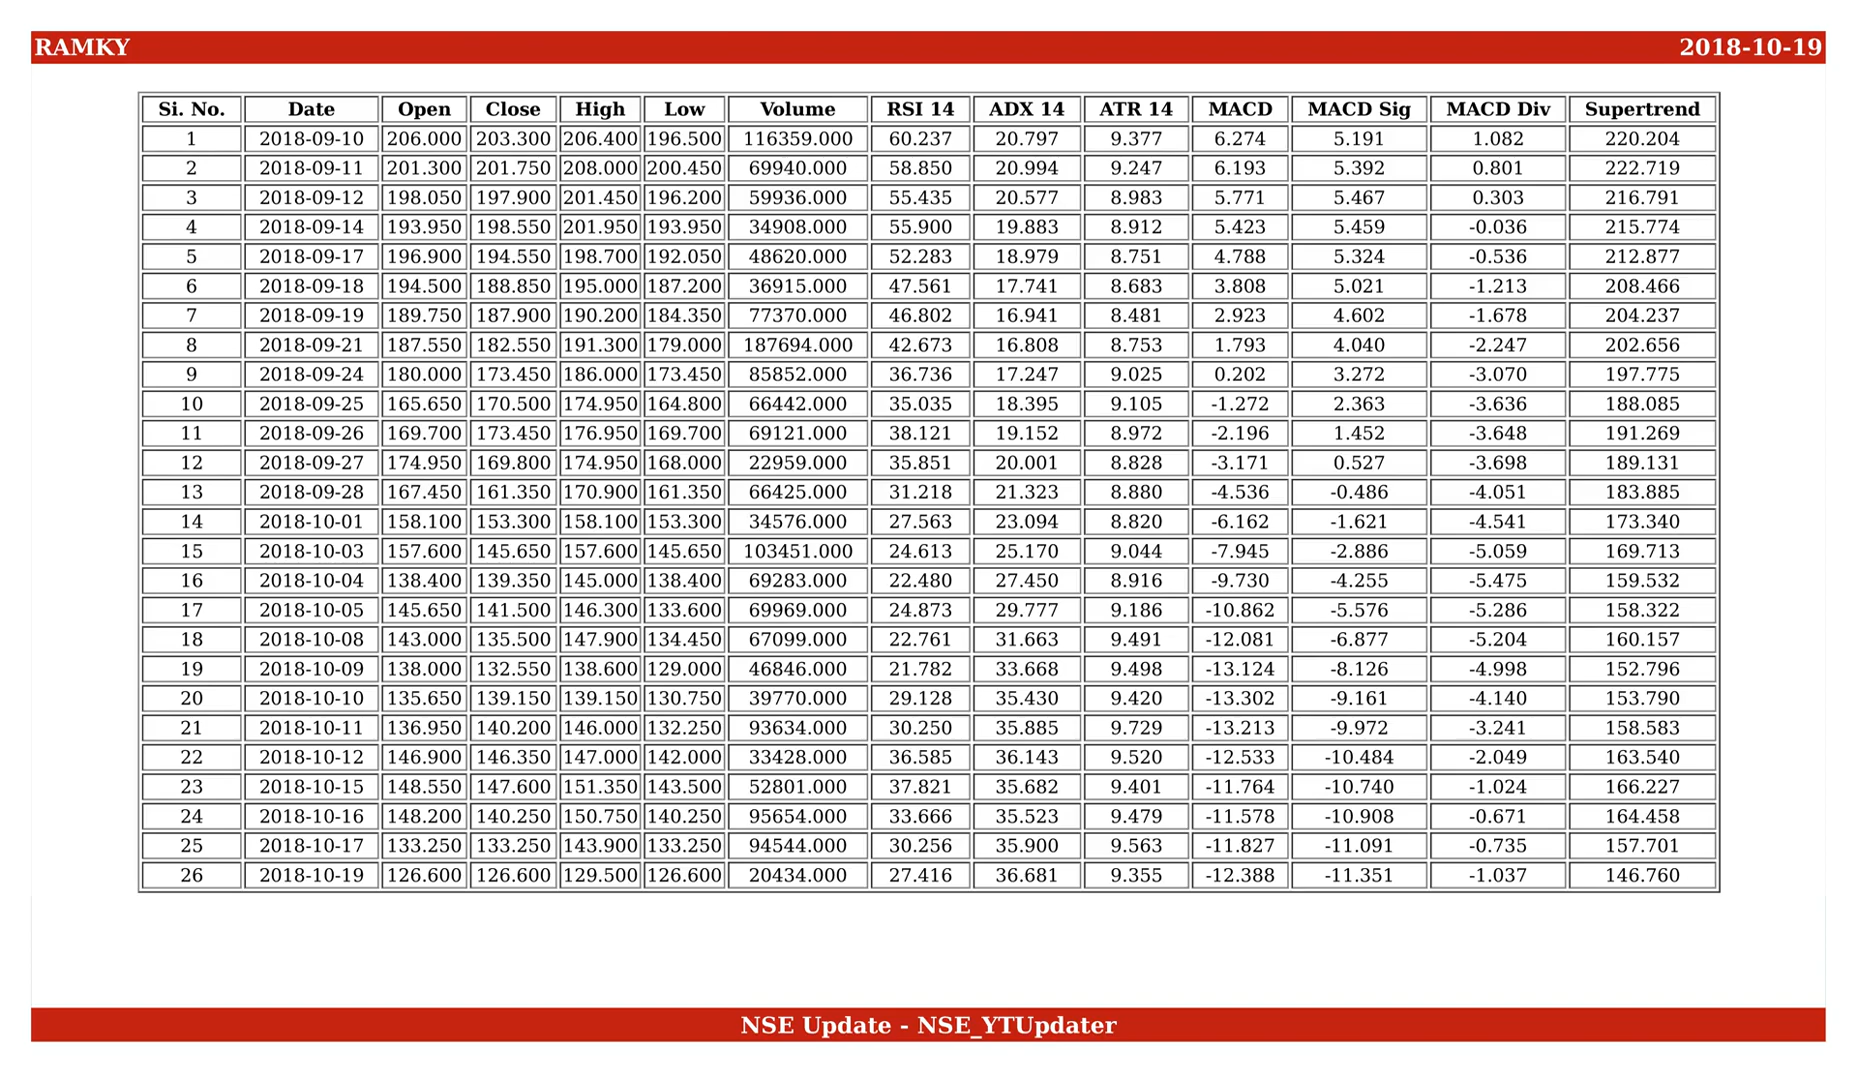 RAMKY 2018-10-19
Si. No. Date Open Close High Low Volume RSI 14 ADX 14 ATR 14 MACD MACD Sig MACD Div Supertrend
1 2018-09-10 206.000 203.300 206.400 196.500 116359.000 60.237 20.797 9.377 6.274 5.191 1.082 220.204
2 2018-09-11 201.300 201.750 208.000 200.450 69940.000 58.850 20.994 9.247 6.193 5.392 0.801 222.719
3 2018-09-12 198.050 197.900 201.450 196.200 59936.000 55.435 20.577 8.983 5.771 5.467 0.303 216.791
4 2018-09-14 193.950 198.550 201.950 193.950 34908.000 55.900 19.883 8.912 5.423 5.459 -0.036 215.774
5 2018-09-17 196.900 194.550 198.700 192.050 48620.000 52.283 18.979 8.751 4.788 5.324 -0.536 212.877
6 2018-09-18 194.500 188.850 195.000 187.200 36915.000 47.561 17.741 8.683 3.808 5.021 -1.213 208.466
7 2018-09-19 189.750 187.900 190.200 184.350 77370.000 46.802 16.941 8.481 2.923 4.602 -1.678 204.237
8 2018-09-21 187.550 182.550 191.300 179.000 187694.000 42.673 16.808 8.753 1.793 4.040 -2.247 202.656
9 2018-09-24 180.000 173.450 186.000 173.450 85852.000 36.736 17.247 9.025 0.202 3.272 -3.070 197.775
10 2018-09-25 165.650 170.500 174.950 164.800 66442.000 35.035 18.395 9.105 -1.272 2.363 -3.636 188.085
11 2018-09-26 169.700 173.450 176.950 169.700 69121.000 38.121 19.152 8.972 -2.196 1.452 -3.648 191.269
12 2018-09-27 174.950 169.800 174.950 168.000 22959.000 35.851 20.001 8.828 -3.171 0.527 -3.698 189.131
13 2018-09-28 167.450 161.350 170.900 161.350 66425.000 31.218 21.323 8.880 -4.536 -0.486 -4.051 183.885
14 2018-10-01 158.100 153.300 158.100 153.300 34576.000 27.563 23.094 8.820 -6.162 -1.621 -4.541 173.340
15 2018-10-03 157.600 145.650 157.600 145.650 103451.000 24.613 25.170 9.044 -7.945 -2.886 -5.059 169.713
16 2018-10-04 138.400 139.350 145.000 138.400 69283.000 22.480 27.450 8.916 -9.730 -4.255 -5.475 159.532
17 2018-10-05 145.650 141.500 146.300 133.600 69969.000 24.873 29.777 9.186 -10.862 -5.576 -5.286 158.322
18 2018-10-08 143.000 135.500 147.900 134.450 67099.000 22.761 31.663 9.491 -12.081 -6.877 -5.204 160.157
19 2018-10-09 138.000 132.550 138.600 129.000 46846.000 21.782 33.668 9.498 -13.124 -8.126 -4.998 152.796
20 2018-10-10 135.650 139.150 139.150 130.750 39770.000 29.128 35.430 9.420 -13.302 -9.161 -4.140 153.790
21 2018-10-11 136.950 140.200 146.000 132.250 93634.000 30.250 35.885 9.729 -13.213 -9.972 -3.241 158.583
22 2018-10-12 146.900 146.350 147.000 142.000 33428.000 36.585 36.143 9.520 -12.533 -10.484 -2.049 163.540
23 2018-10-15 148.550 147.600 151.350 143.500 52801.000 37.821 35.682 9.401 -11.764 -10.740 -1.024 166.227
24 2018-10-16 148.200 140.250 150.750 140.250 95654.000 33.666 35.523 9.479 -11.578 -10.908 -0.671 164.458
25 2018-10-17 133.250 133.250 143.900 133.250 94544.000 30.256 35.900 9.563 -11.827 -11.091 -0.735 157.701
26 2018-10-19 126.600 126.600 129.500 126.600 20434.000 27.416 36.681 9.355 -12.388 -11.351 -1.037 146.760
NSE Update - NSE_YTUpdater